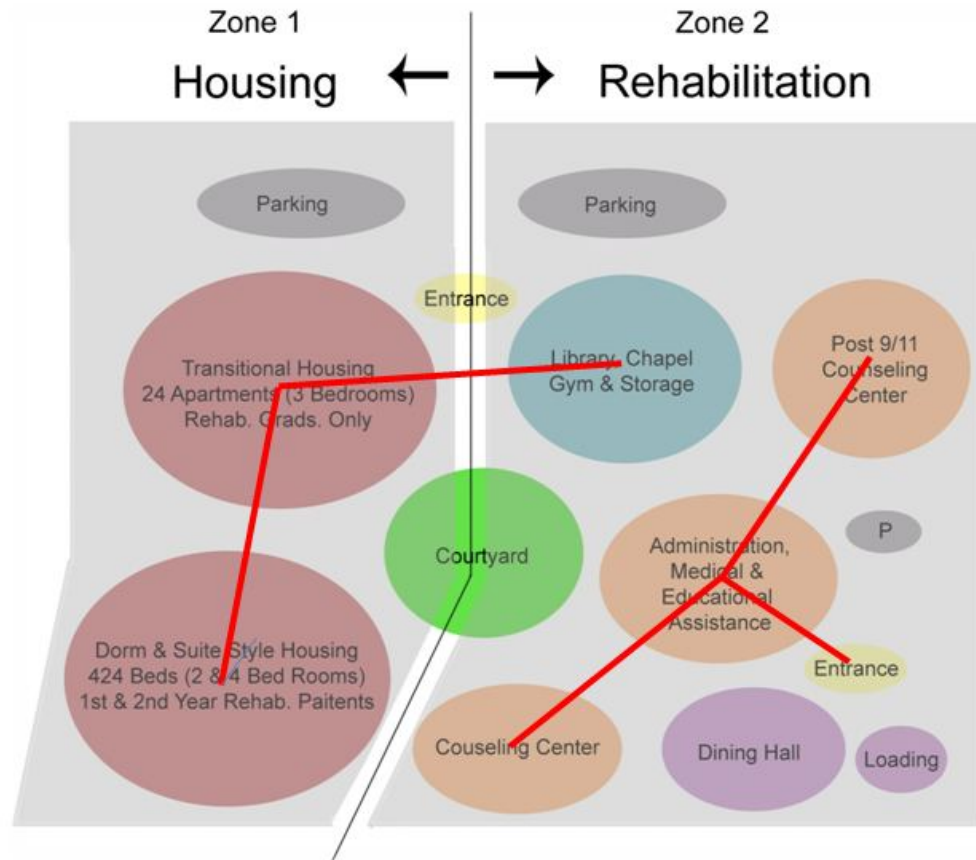 Zone 1
Zone 2
Housing
Rehabilitation
Parking
Parking
Entrance
Transitional Housing
24 Apartments (3 Bedrooms)
Rehab. Grads. Only
Library, Chapel
Gym & Storage
Post 9/11
Counseling
Center
Courtyard
Administration,
Medical &
Educational
Assistance
P
Entrance
Dorm & Suite Style Housing
424 Beds (2 & 4 Bed Rooms)
1st & 2nd Year Rehab. Paitents
Couseling Center
Dining Hall
Loading